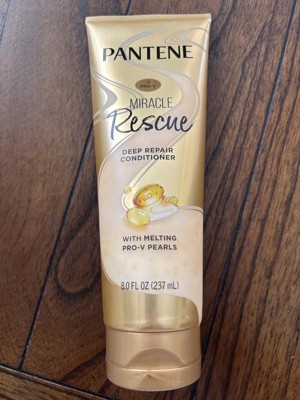 PANTENE
PRO-V
MIRACLE
Rescue
DEEP REPAIR
CONDITIONER
WITH MELTING
PRO-V PEARLS
8.0 FL OZ (237 mL)